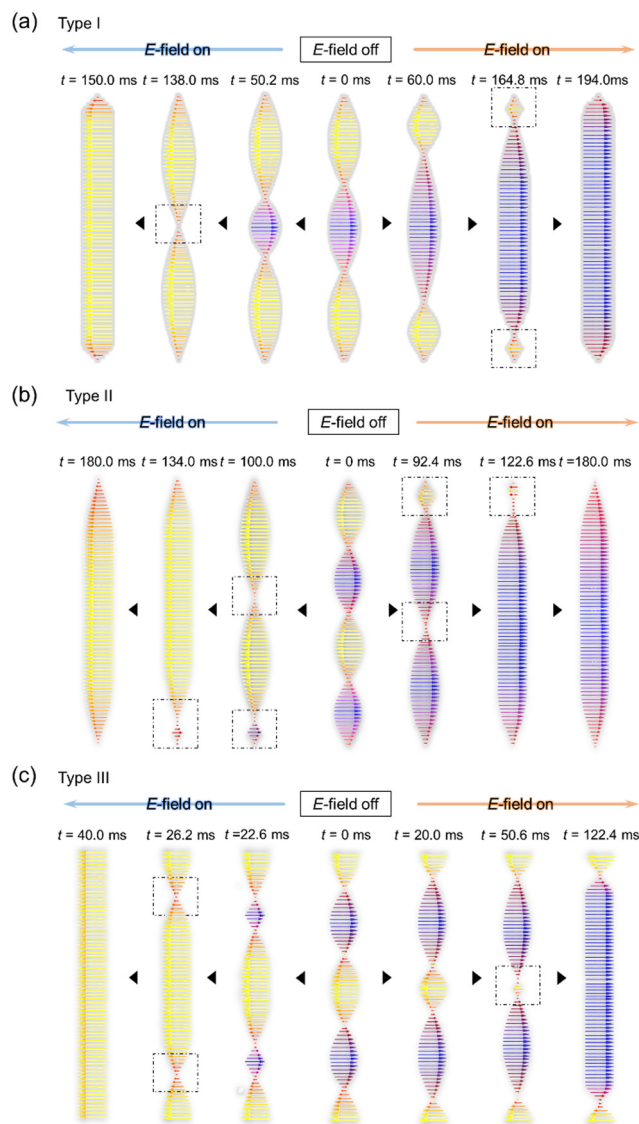 (a) Type I
E-field on E-field off E-field on
t = 150.0 ms t = 138.0 ms t = 50.2 ms t = 0 ms t = 60.0 ms t = 164.8 ms t = 194.0ms
(b) Type II
E-field on E-field off E-field on
t = 180.0 ms t = 134.0 ms t = 100.0 ms t = 0 ms t = 92.4 ms t = 122.6 ms t =180.0 ms
(c) Type III
E-field on E-field off E-field on
t = 40.0 ms t = 26.2 ms t =22.6 ms t = 0 ms t = 20.0 ms t = 50.6 ms t = 122.4 ms